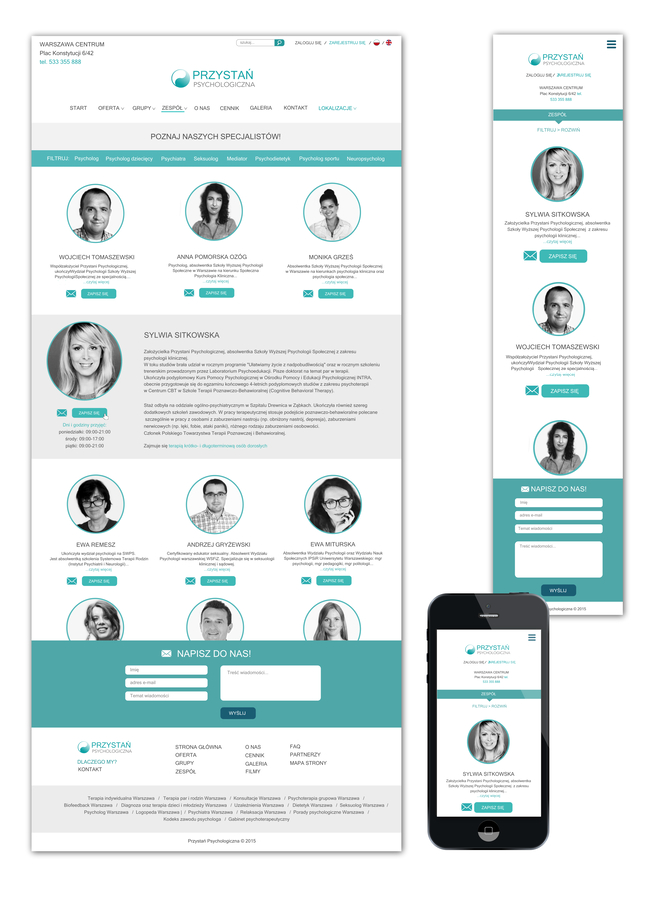 WARSZAWA CENTRUM
Plac Konstytucji 6/42
tel. 533 355 888
szukaj...
ZALOGUJ SIĘ / ZAREJESTRUJ SIĘ /
PRZYSTAŃ
PSYCHOLOGICZNA
START OFERTA GRUPY ZESPÓŁ O NAS CENNIK GALERIA KONTAKT LOKALIZACJE
POZNAJ NASZYCH SPECJALISTÓW!
FILTRUJ: Psycholog Psycholog dziecięcy Psychiatra Seksuolog Mediator Psychodietetyk Psycholog sportu Neuropsycholog
WOJCIECH TOMASZEWSKI
Współzałożyciel Przystani Psychologicznej,
ukończyłWydział Psychologii Szkoły Wyższej
PsychologiiSpołecznej ze specjalnością...
...czytaj więcej
ZAPISZ SIĘ
ANNA POMORSKA OŻÓG
Psycholog, absolwentka Szkoły Wyższej Psychologii
Społeczne w Warszawie na kierunku Społeczna
Psychologia Kliniczna...
...czytaj więcej
ZAPISZ SIĘ
MONIKA GRZEŚ
Absolwentka Szkoły Wyższej Psychologii Społecznej
w Warszawie na kierunkach psychologia kliniczna oraz
psychologia społeczna...
...czytaj więcej
ZAPISZ SIĘ
SYLWIA SITKOWSKA
Założycielka Przystani Psychologicznej, absolwentka Szkoły Wyższej Psychologii Społecznej z zakresu
psychologii klinicznej.
W toku studiów brała udział w rocznym programie "Ułatwiamy życie z nadpobudliwością" oraz w rocznym szkoleniu
trenerskim prowadzonym przez Laboratorium Psychoedukacji. Pisze doktorat na temat par w terapii.
Ukończyła podyplomowe Kurs Pomocy Psychologicznej w Ośrodku Pomocy i Edukacji Psychologicznej INTRA,
obecnie przygotowuje się do egzaminu końcowego 4-letnich podyplomowych studiów z zakresu psychoterapii
w Centrum CBT w Szkole Terapii Poznawczo-Behawioralnej (Cognitive Behavioral Therapy).
Staż odbyła na oddziale ogólno-psychiatrycznym w Szpitalu Drewnica w Ząbkach. Ukończyła również szereg
dodatkowych szkoleń zawodowych. W pracy terapeutycznej stosuje podejście poznawczo-behawioralne polecane
szczególnie w pracy z osobami z zaburzeniami nastroju (np. obniżenie nastroju, depresja), zaburzeniami
nerwicowych (np. lęki, fobie, ataki paniki), różnego rodzaju zaburzeniami osobowości.
Członek Polskiego Towarzystwa Terapii Poznawczej i Behawioralnej.
Zajmuje się terapią krótko- i długoterminową osób dorosłych
ZAPISZ SIĘ
Dni i godziny przyjęć:
poniedziałki: 09:00-21:00
środy: 09:00-17:00
piątki: 09:00-21:00
EWA REMESZ
Ukończyła wydział psychologii na SWPS.
Jest absolwentką szkolenia Systemowa Terapii Rodzin
(Instytut Psychiatrii i Neurologii)...
...czytaj więcej
ZAPISZ SIĘ
ANDRZEJ GRYŻEWSKI
Certyfikowany edukator seksualny. Absolwent Wydziału
Psychologii warszawskiej WSFiZ. Specjalizuje się w seksuologii
klinicznej i sądowej.
...czytaj więcej
ZAPISZ SIĘ
EWA MITURSKA
Absolwentka Wydziału Psychologii oraz Wydziału Nauk
Społecznych IPSiR Uniwersytetu Warszawskiego; mgr
psychologii, mgr pedagogiki, mgr politologii...
...czytaj więcej
ZAPISZ SIĘ
NAPISZ DO NAS!
imię
adres e-mail
Temat wiadomości
Treść wiadomości...
WYŚLIJ
PRZYSTAŃ
PSYCHOLOGICZNA
DLACZEGO MY?
KONTAKT
STRONA GŁÓWNA
OFERTA
GRUPY
ZESPÓŁ
O NAS
CENNIK
GALERIA
FILMY
FAQ
PARTNERZY
MAPA STRONY
Terapia indywidualna Warszawa / Terapia par i rodzin Warszawa / Konsultacje Warszawa / Psychoterapia grupowa Warszawa /
Biofeedback Warszawa / Diagnoza oraz terapia dzieci i młodzieży Warszawa / Uzależnienia Warszawa / Dietetyk Warszawa / Seksuolog Warszawa /
Psycholog Warszawa / Logopeda Warszawa / Psychiatra Warszawa / Relaksacja Warszawa / Porady psychologiczne Warszawa /
Kodeks zawodu psychologa / Gabinet psychoterapeutyczny
Przystań Psychologiczna © 2015
PRZYSTAŃ
PSYCHOLOGICZNA
ZALOGUJ SIĘ / ZAREJESTRUJ SIĘ
WARSZAWA CENTRUM
Plac Konstytucji 6/42 tel.
533 355 888
ZESPÓŁ
FILTRUJ > ROZWIŃ
SYLWIA SITKOWSKA
Założycielka Przystani Psychologicznej, absolwentka
Szkoły Wyższej Psychologii Społecznej z zakresu
psychologii klinicznej...
...czytaj więcej
ZAPISZ SIĘ
WOJCIECH TOMASZEWSKI
Współzałożyciel Przystani Psychologicznej,
ukończyłWydział Psychologii Szkoły Wyższej
Psychologii Społecznej ze specjalnością...
...czytaj więcej
ZAPISZ SIĘ
NAPISZ DO NAS!
imię
adres e-mail
Temat wiadomości
Treść wiadomości...
WYŚLIJ
Psychologiczna © 2015
PRZYSTAŃ
PSYCHOLOGICZNA
ZALOGUJ SIĘ / ZAREJESTRUJ SIĘ
WARSZAWA CENTRUM
Plac Konstytucji 6/42 tel.
533 355 888
ZESPÓŁ
FILTRUJ > ROZWIŃ
SYLWIA SITKOWSKA
Założycielka Przystani Psychologicznej, absolwentka
Szkoły Wyższej Psychologii Społecznej z zakresu
psychologii klinicznej...
...czytaj więcej
ZAPISZ SIĘ